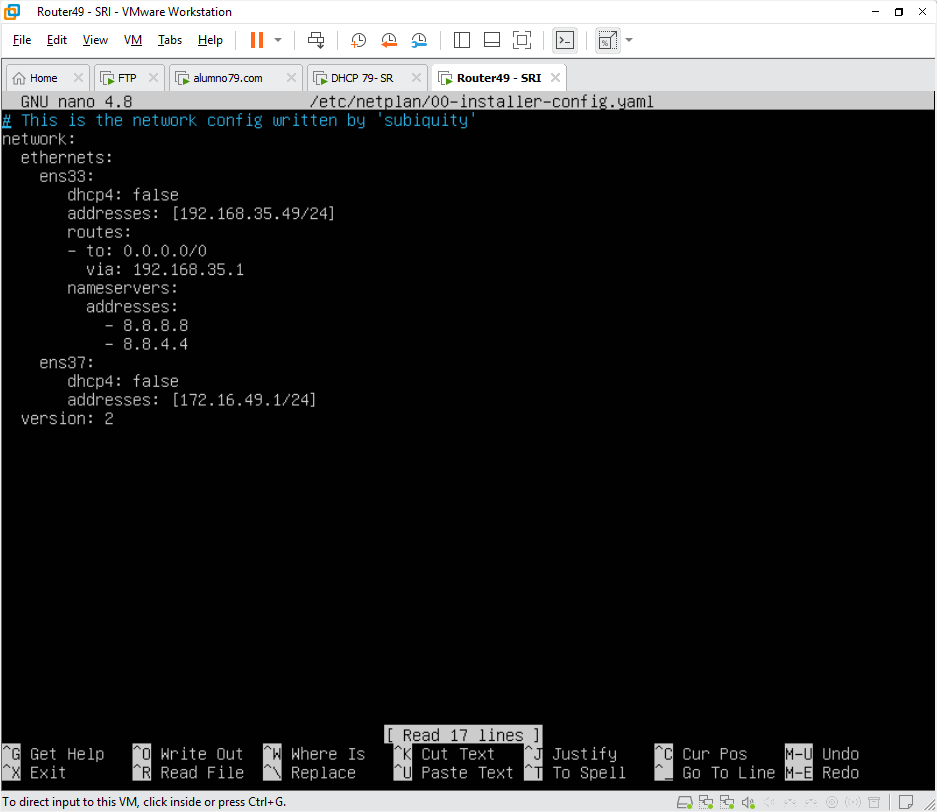 Router49 - SRI - VMware Workstation
File Edit View VM Tabs Help
Home FTP alumno79.com DHCP 79- SR Router49 - SRI
GNU nano 4.8 /etc/netplan/00-installer-config.yaml
# This is the network config written by 'subiquity'
network:
  ethernets:
    ens33:
       dhcp4: false
       addresses: [192.168.35.49/24]
       routes:
       - to: 0.0.0.0/0
         via: 192.168.35.1
       nameservers:
         addresses:
           - 8.8.8.8
           - 8.8.4.4
    ens37:
       dhcp4: false
       addresses: [172.16.49.1/24]
  version: 2
[ Read 17 lines ]
^G Get Help ^O Write Out ^W Where Is ^K Cut Text ^J Justify ^C Cur Pos M-U Undo
^X Exit ^R Read File ^\ Replace ^U Paste Text ^T To Spell ^_ Go To Line M-E Redo
To direct input to this VM, click inside or press Ctrl+G.